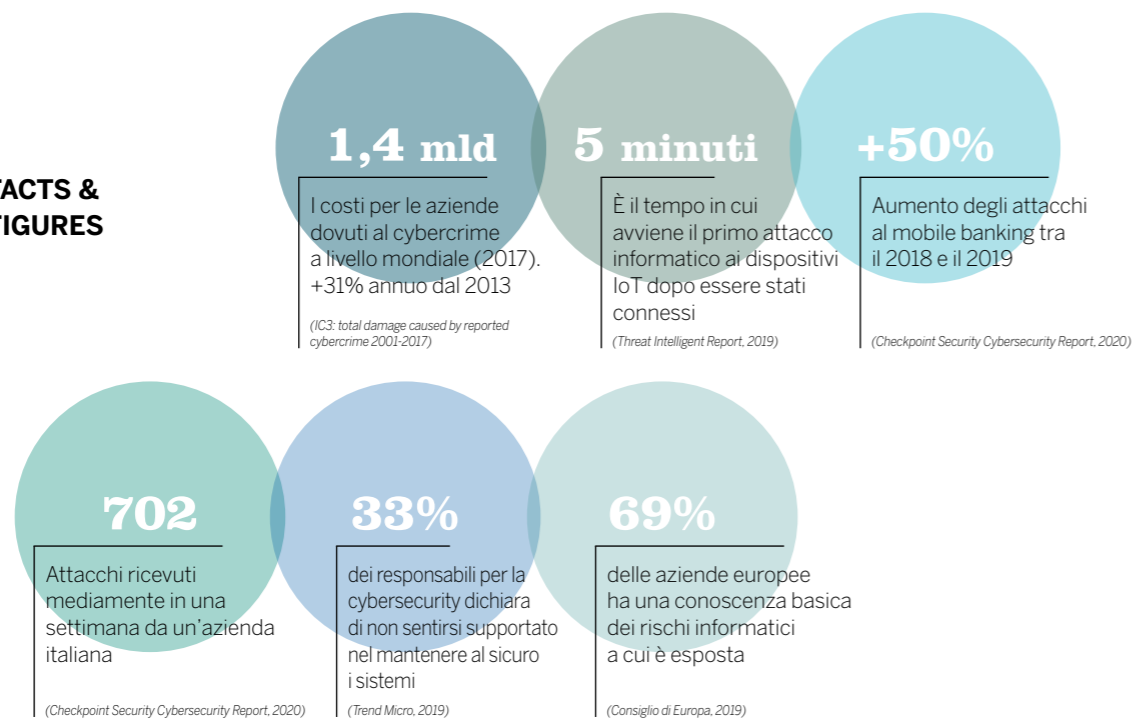 FACTS &
FIGURES
1,4 mld
I costi per le aziende
dovuti al cybercrime
a livello mondiale (2017).
+31% annuo dal 2013
(IC3: total damage caused by reported
cybercrime 2001-2017)
5 minuti
È il tempo in cui
avviene il primo attacco
informatico ai dispositivi
IoT dopo essere stati
connessi
(Threat Intelligent Report, 2019)
+50%
Aumento degli attacchi
al mobile banking tra
il 2018 e il 2019
(Checkpoint Security Cybersecurity Report, 2020)
702
Attacchi ricevuti
mediamente in una
settimana da un'azienda
italiana
(Checkpoint Security Cybersecurity Report, 2020)
33%
dei responsabili per la
cybersecurity dichiara
di non sentirsi supportato
nel mantenere al sicuro
i sistemi
(Trend Micro, 2019)
69%
delle aziende europee
ha una conoscenza basica
dei rischi informatici
a cui è esposta
(Consiglio di Europa, 2019)